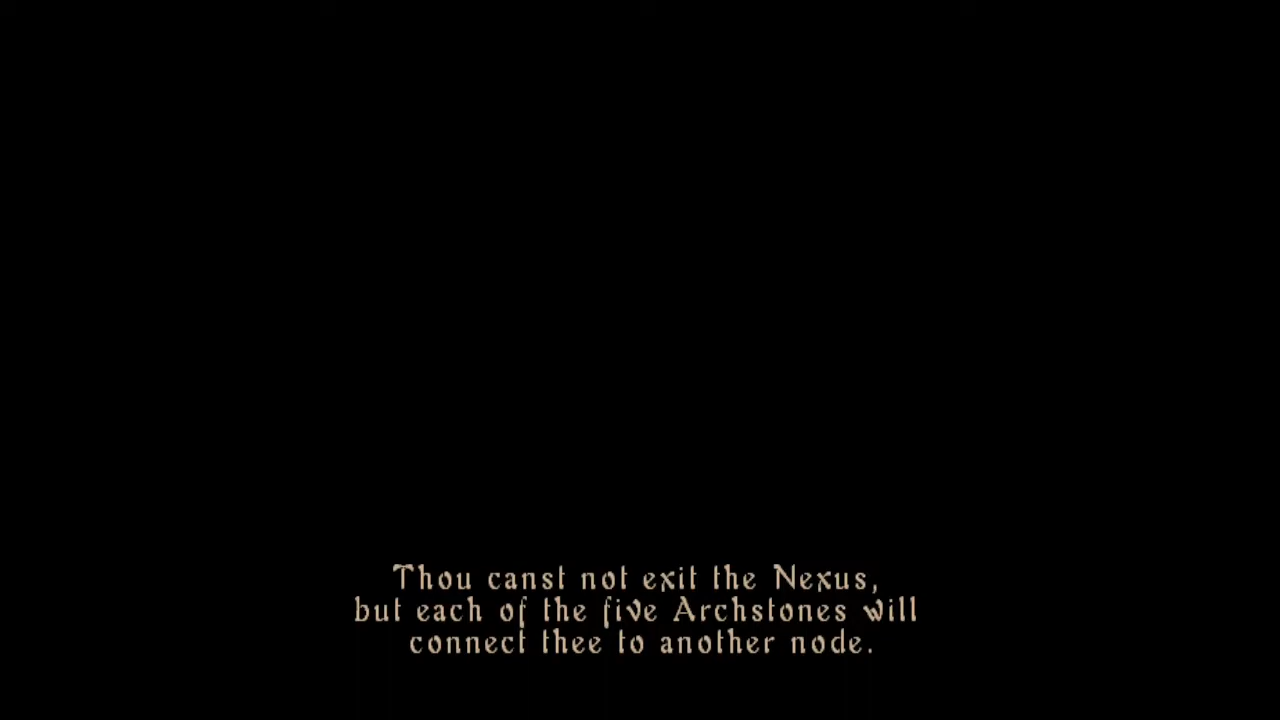 Thou canst not exit the Nexus,
but each of the five Archstones will
connect thee to another node.